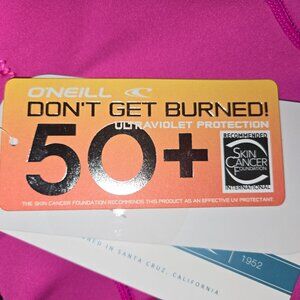 O'NEILL
DON'T GET BURNED!
ULTRAVIOLET PROTECTION
50+
RECOMMENDED
SKIN
CANCER
FOUNDATION
INTERNATIONAL
THE SKIN CANCER FOUNDATION RECOMMENDS THIS PRODUCT AS AN EFFECTIVE UV PROTECTANT.
IN SANTA CRUZ, CALIFORNIA
1952